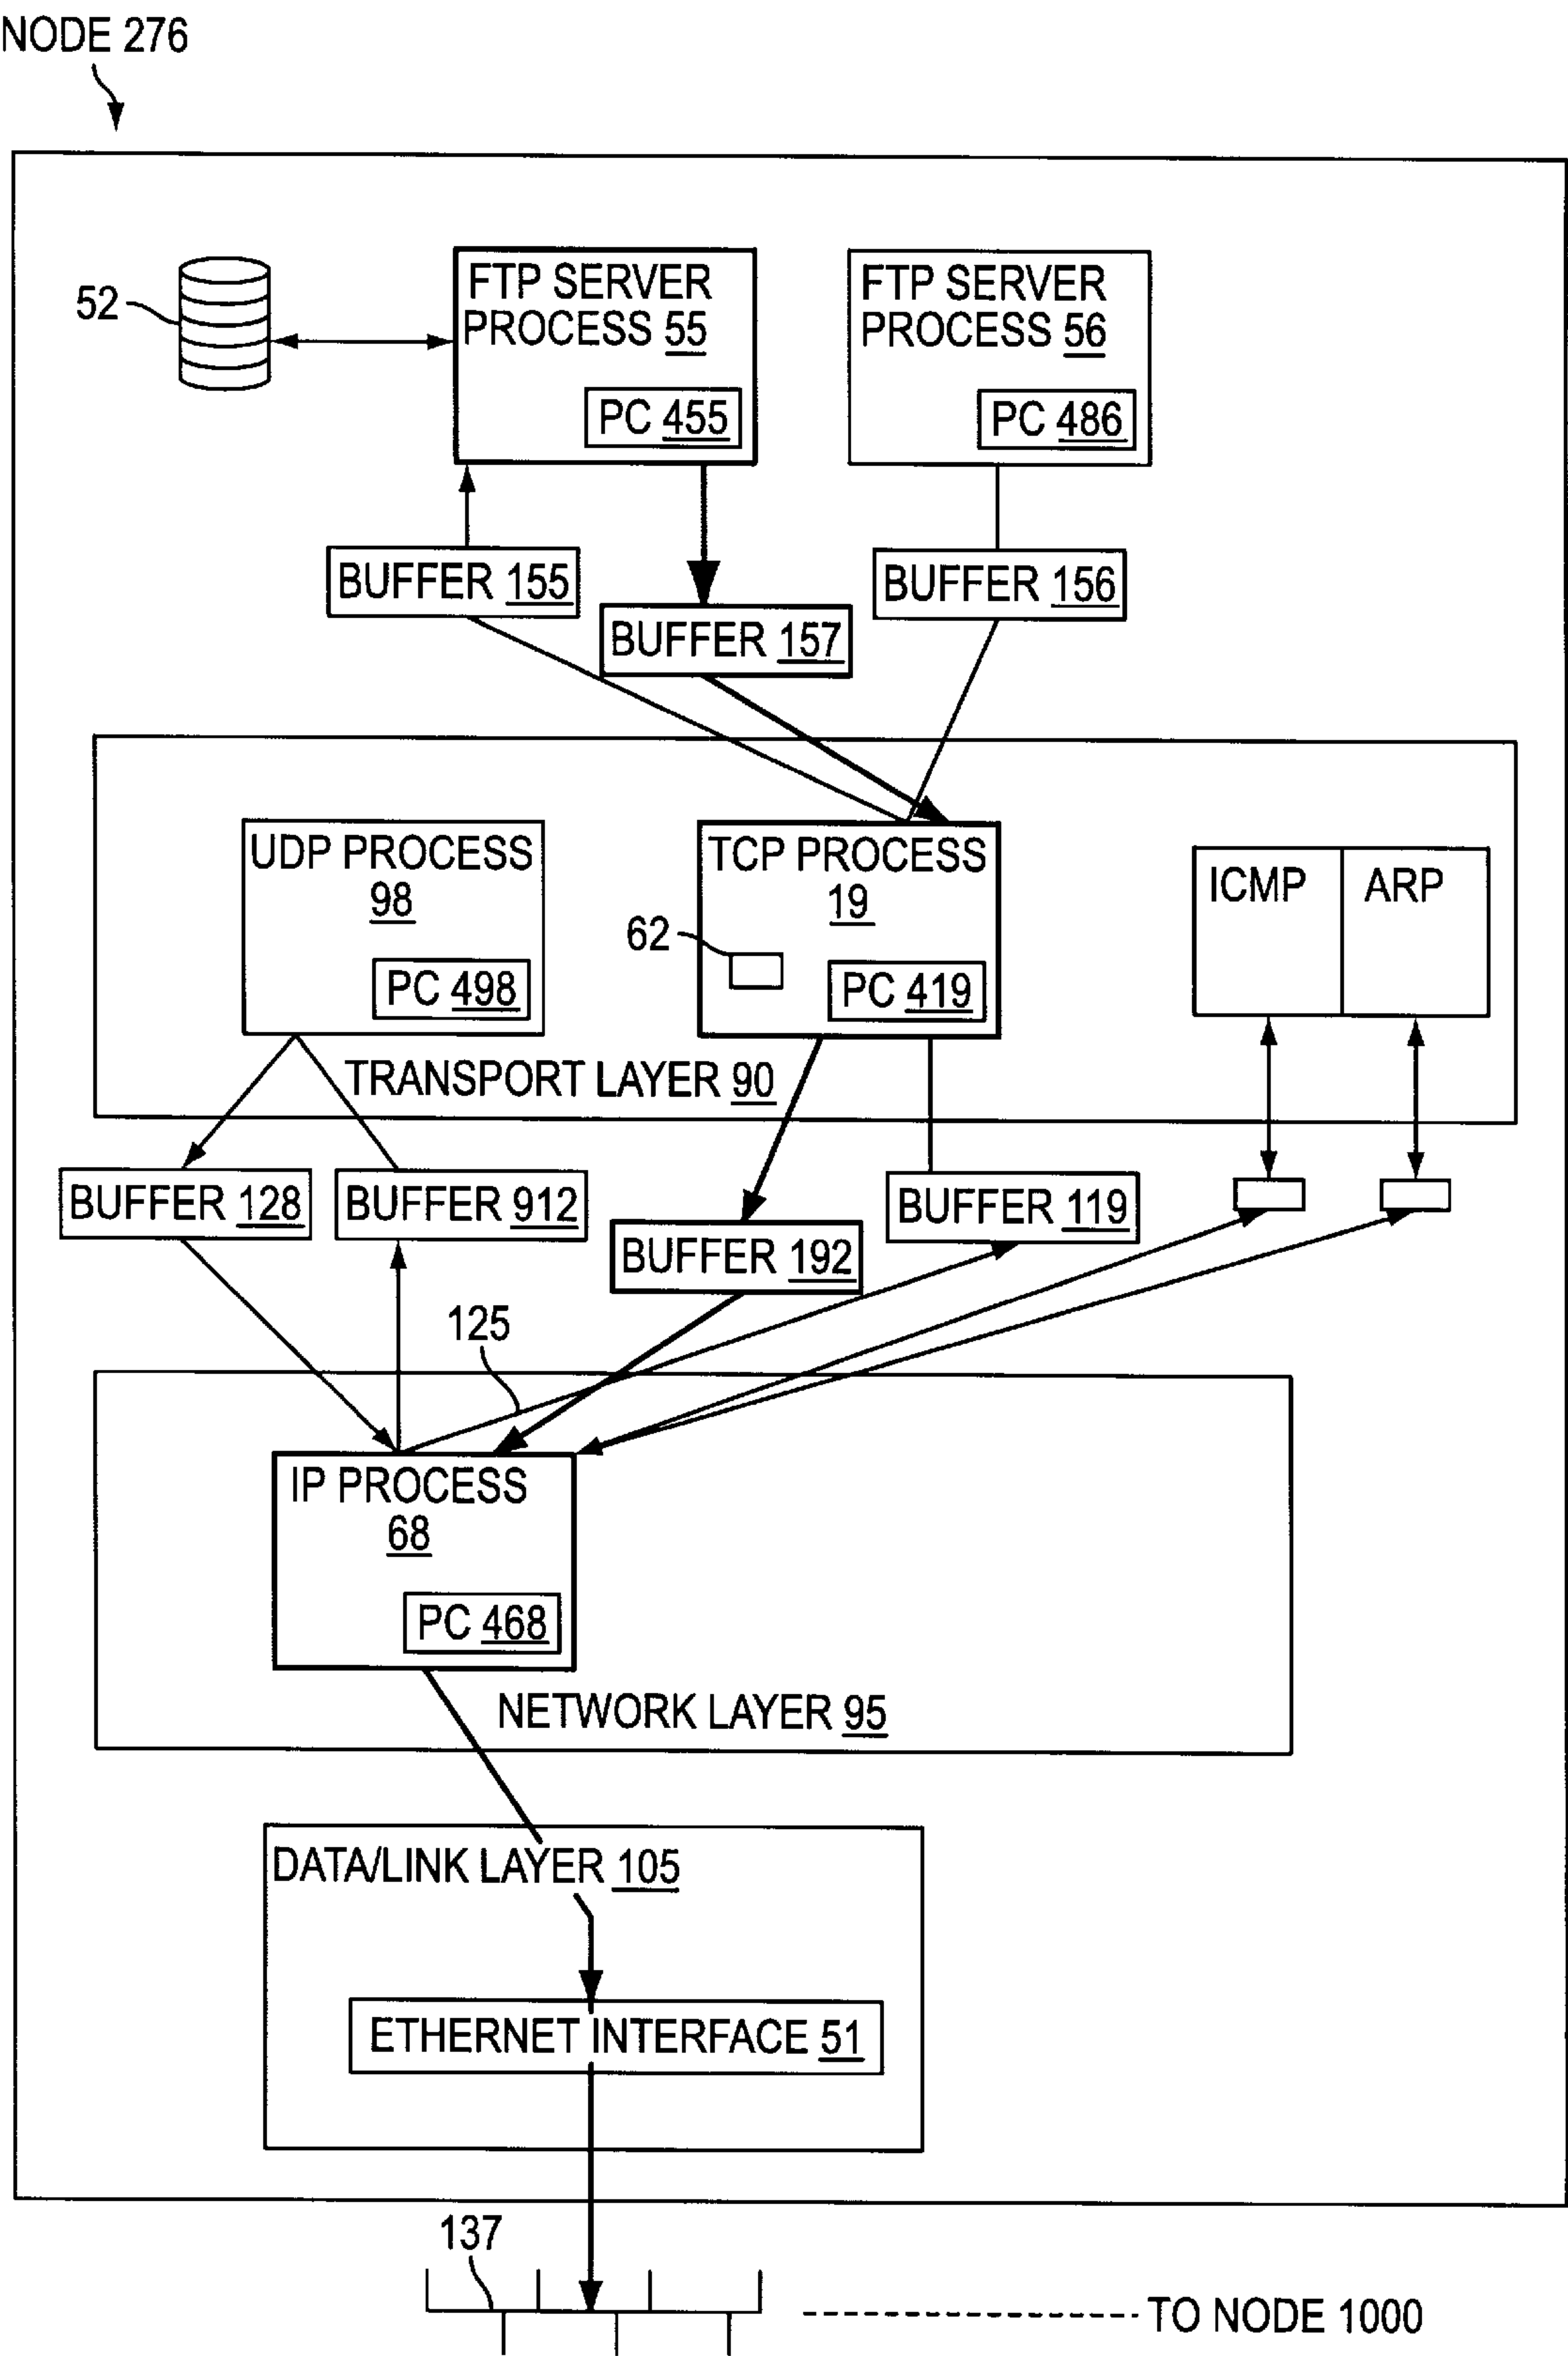 NODE 276
52
FTP SERVER
PROCESS 55
PC 455
FTP SERVER
PROCESS 56
PC 486
BUFFER 155
BUFFER 157
BUFFER 156
UDP PROCESS
98
PC 498
TCP PROCESS
19
62
PC 419
ICMP
ARP
TRANSPORT LAYER 90
BUFFER 128
BUFFER 912
BUFFER 192
BUFFER 119
125
IP PROCESS
68
PC 468
NETWORK LAYER 95
DATA/LINK LAYER 105
ETHERNET INTERFACE 51
137
TO NODE 1000